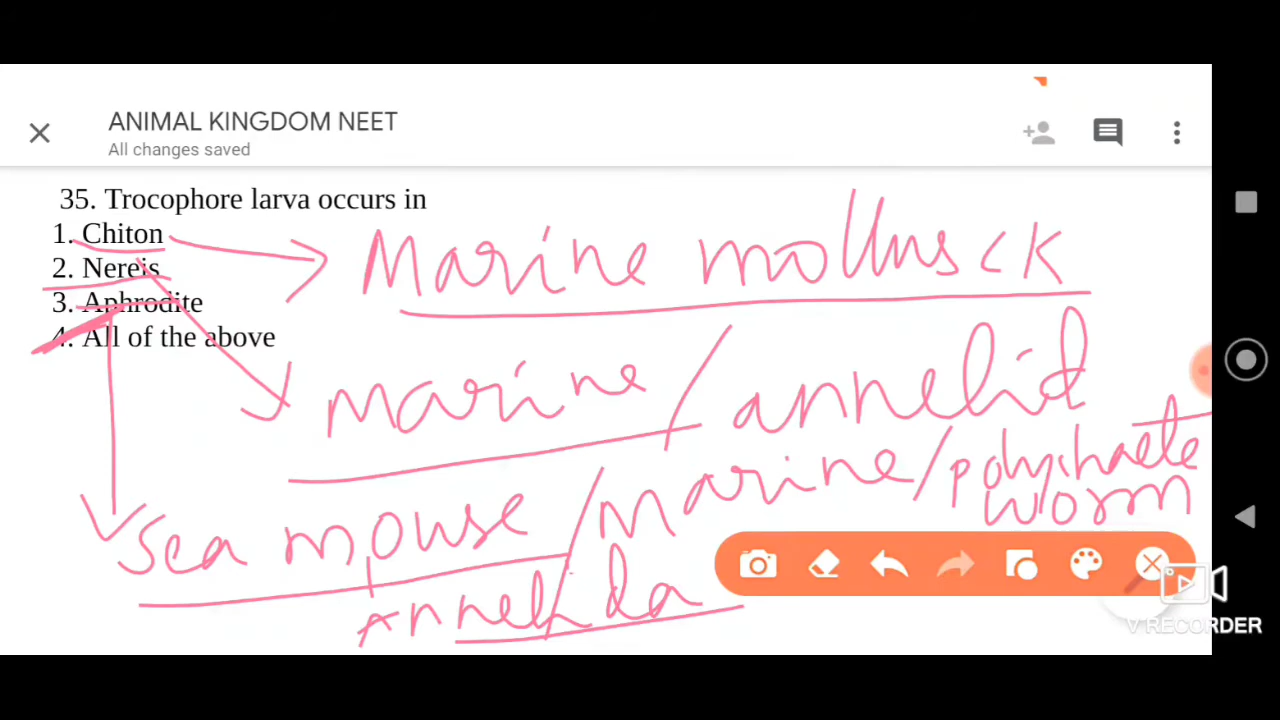 ANIMAL KINGDOM NEET
All changes saved
35. Trocophore larva occurs in
1. Chiton
Marine mollusck
2. Nereis
3. Aphrodite
4. All of the above
marine/annelid
sea mouse/marine/polychaete
worm
Annelida
V RECORDER